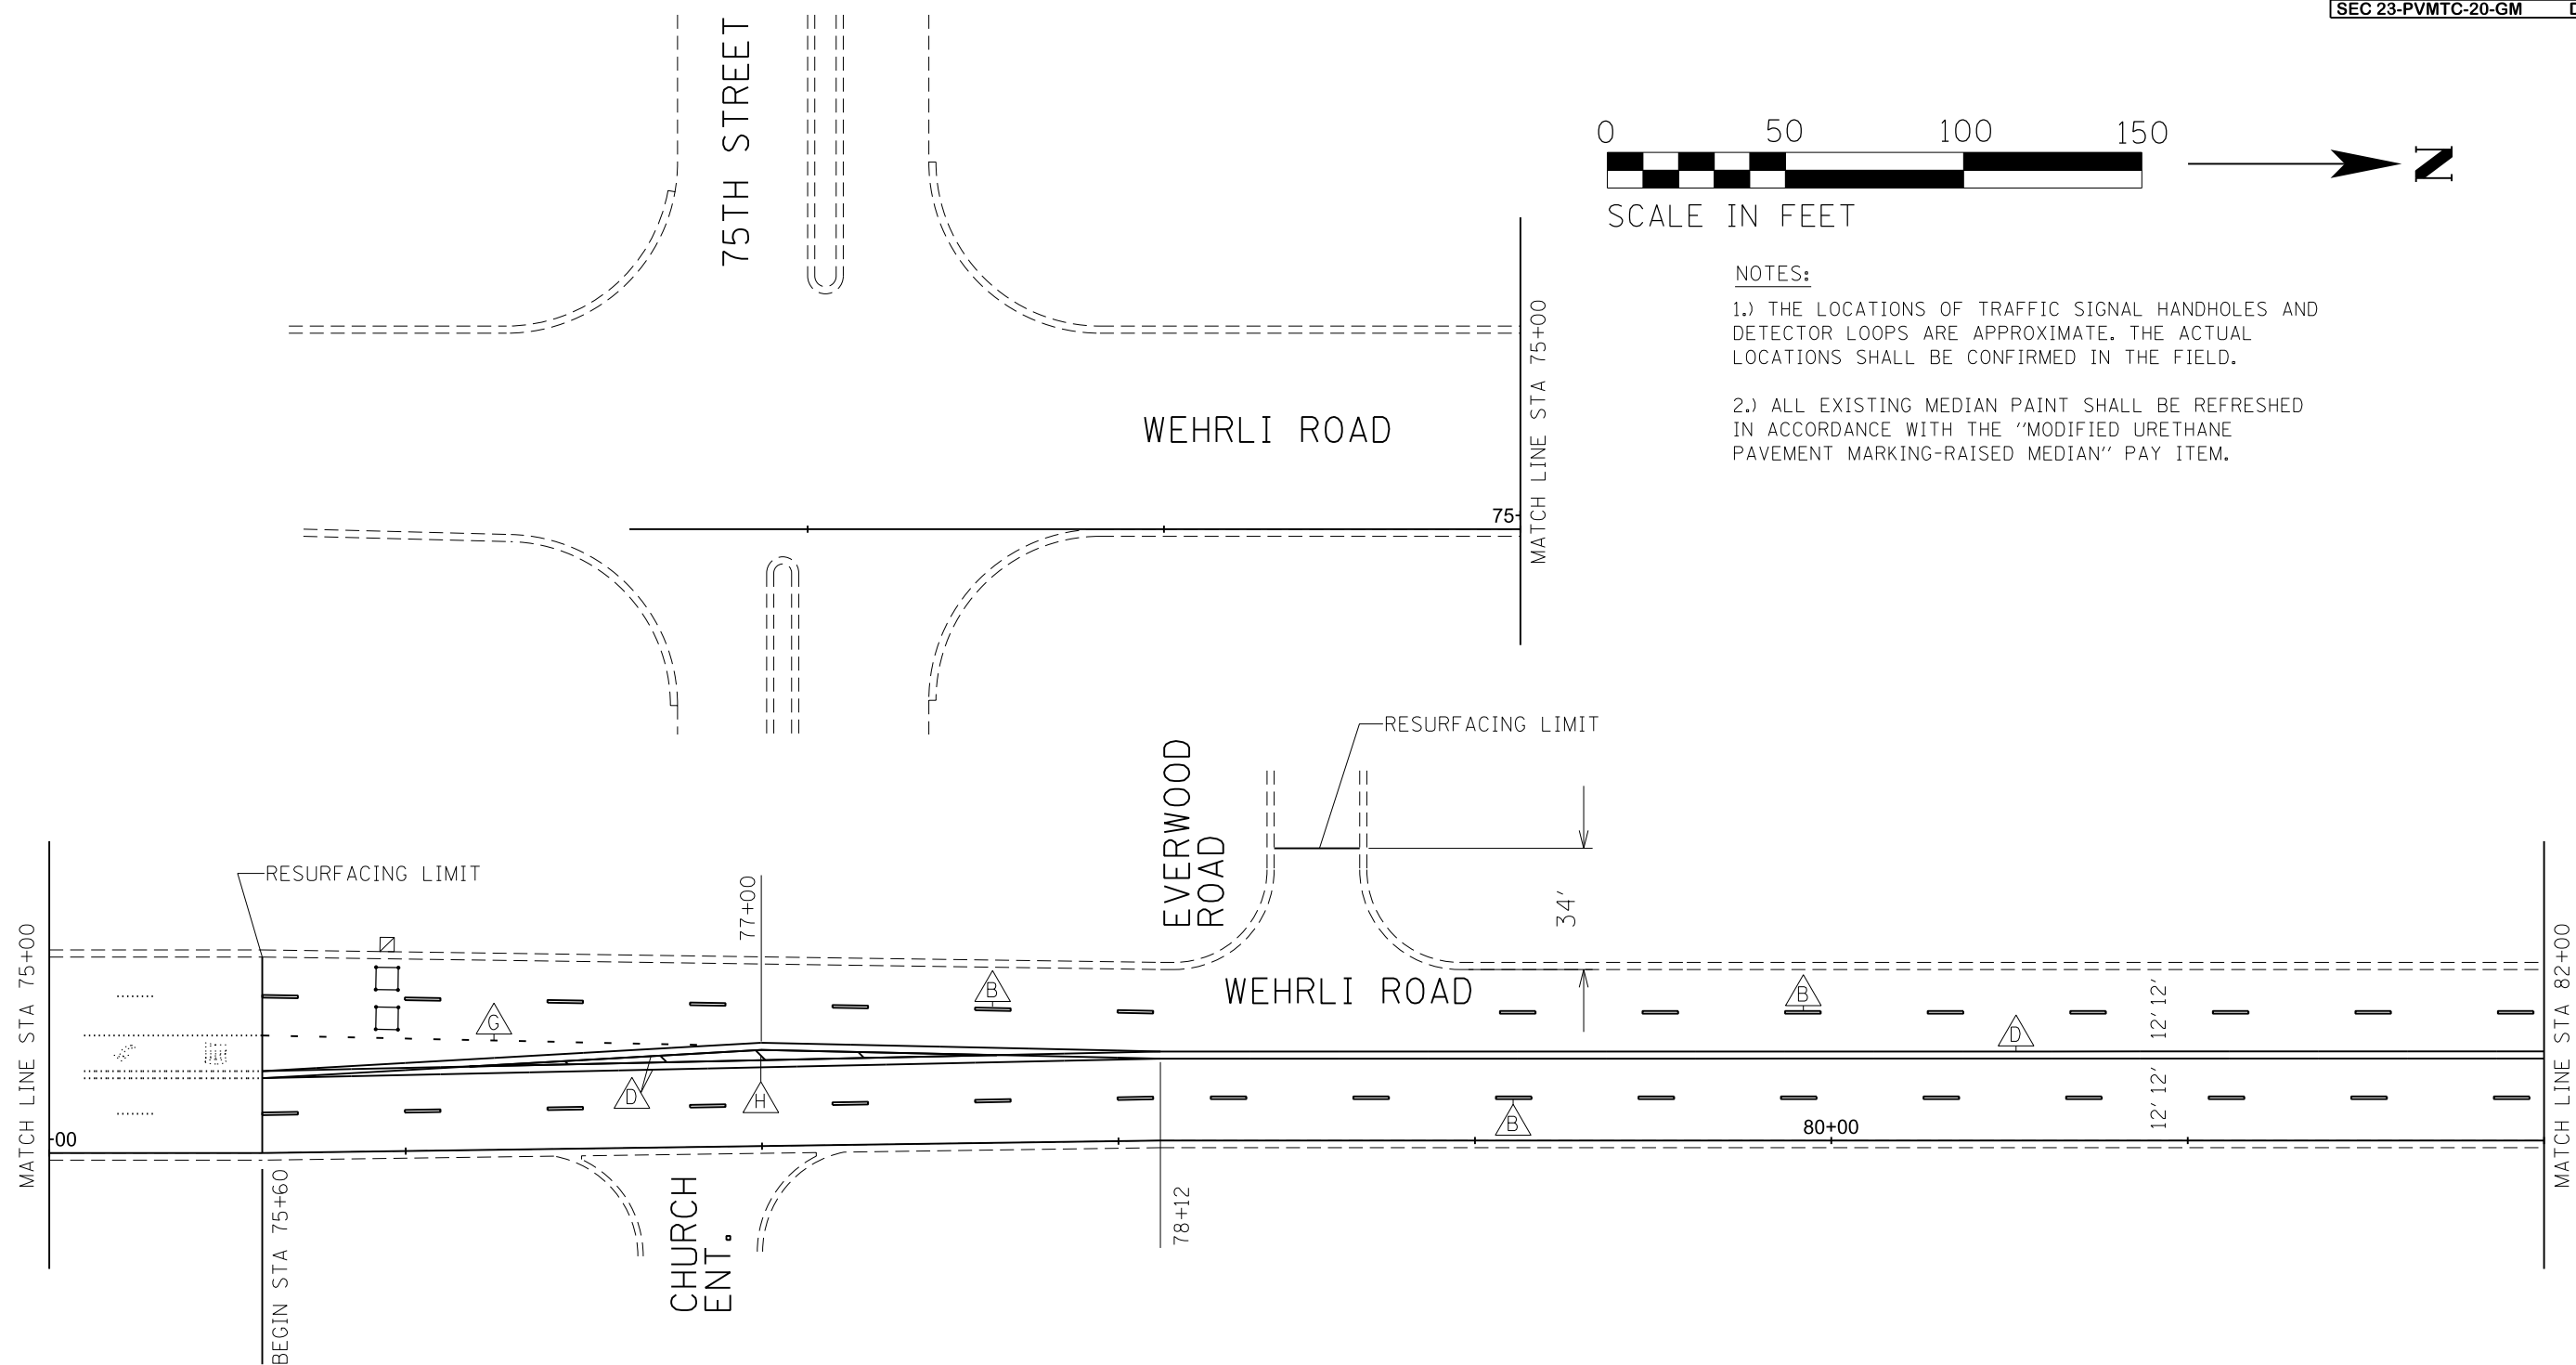 SEC 23-PVMTC-20-GM
75TH STREET
0 50 100 150
SCALE IN FEET
N
NOTES:
1.) THE LOCATIONS OF TRAFFIC SIGNAL HANDHOLES AND
DETECTOR LOOPS ARE APPROXIMATE. THE ACTUAL
LOCATIONS SHALL BE CONFIRMED IN THE FIELD.
2.) ALL EXISTING MEDIAN PAINT SHALL BE REFRESHED
IN ACCORDANCE WITH THE "MODIFIED URETHANE
PAVEMENT MARKING-RAISED MEDIAN" PAY ITEM.
WEHRLI ROAD
75
MATCH LINE STA 75+00
RESURFACING LIMIT
EVERWOOD
ROAD
34'
RESURFACING LIMIT
77+00
MATCH LINE STA 75+00
WEHRLI ROAD
B
B
G
D
12' 12'
MATCH LINE STA 82+00
D
H
B
12' 12'
00
80+00
BEGIN STA 75+60
CHURCH
ENT.
78+12